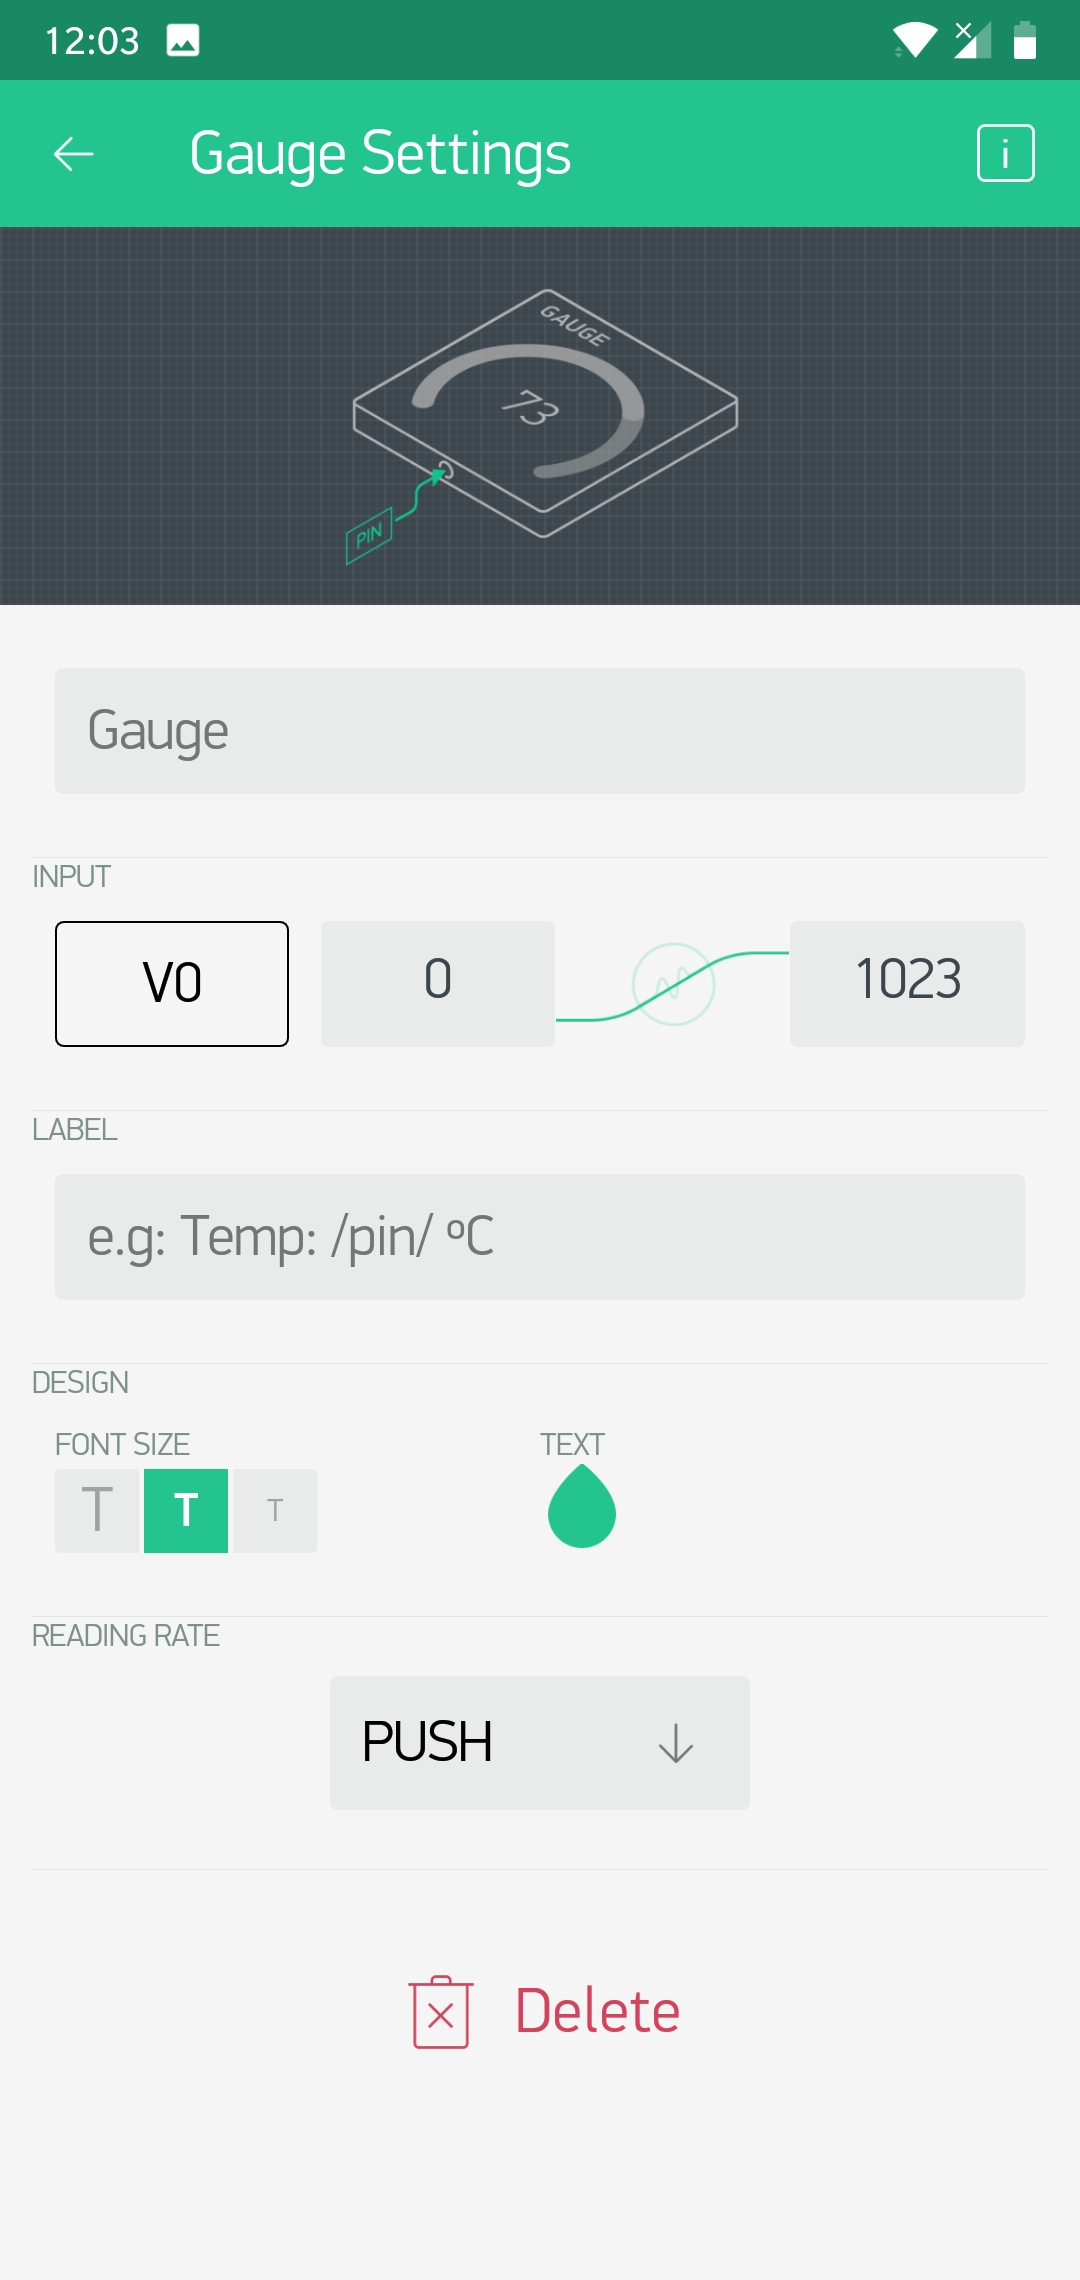 12:03
Gauge Settings
i
GAUGE
73
PIN
Gauge
INPUT
V0 0 1023
LABEL
e.g: Temp: /pin/ ºC
DESIGN
FONT SIZE TEXT
T T T
READING RATE
PUSH
Delete